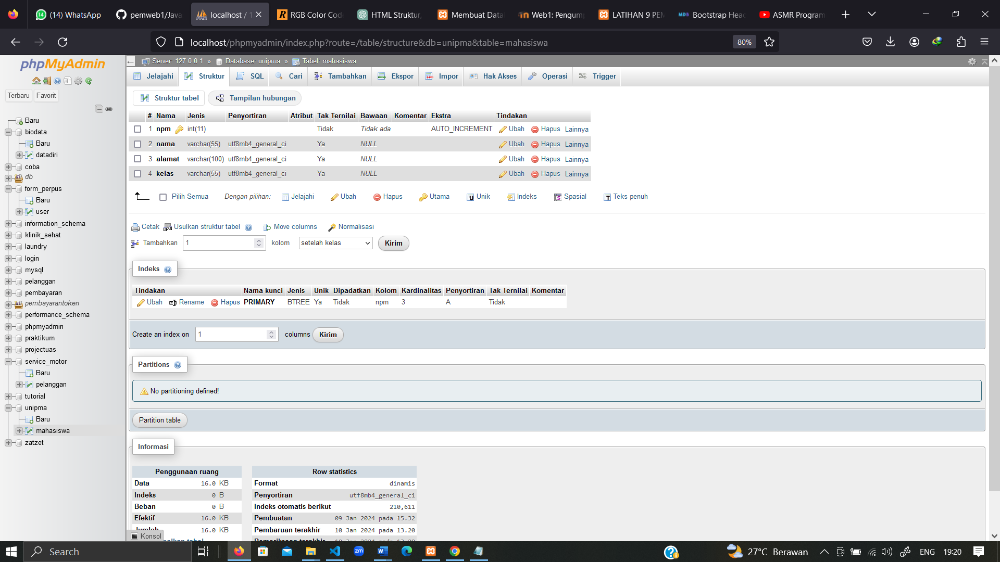 (14) WhatsApp
pemweb1/Java
localhost / 1
RGB Color Cod
HTML Struktur,
Membuat Data
Web1: Pengump
LATIHAN 9 PEM
Bootstrap Head
ASMR Program
localhost/phpmyadmin/index.php?route=/table/structure&db=unipma&table=mahasiswa
80%
phpMyAdmin
Terbaru Favorit
Baru
biodata
Baru
datadiri
coba
db
form_perpus
Baru
user
information_schema
klinik_sehat
laundry
login
mysql
pelanggan
pembayaran
pembayarantoken
performance_schema
phpmyadmin
praktikum
projectuas
service_motor
Baru
pelanggan
tutorial
unipma
Baru
mahasiswa
zatzet
Server: 127.0.0.1 » Database: unipma » Tabel: mahasiswa
Jelajahi Struktur SQL Cari Tambahkan Ekspor Impor Hak Akses Operasi Trigger
Struktur tabel Tampilan hubungan
# Nama Jenis Penyortiran Atribut Tak Ternilai Bawaan Komentar Ekstra Tindakan
1 npm int(11) Tidak Tidak ada AUTO_INCREMENT Ubah Hapus Lainnya
2 nama varchar(55) utf8mb4_general_ci Ya NULL Ubah Hapus Lainnya
3 alamat varchar(100) utf8mb4_general_ci Ya NULL Ubah Hapus Lainnya
4 kelas varchar(55) utf8mb4_general_ci Ya NULL Ubah Hapus Lainnya
Pilih Semua Dengan pilihan: Jelajahi Ubah Hapus Utama Unik Indeks Spasial Teks penuh
Cetak Usulkan struktur tabel Move columns Normalisasi
Tambahkan 1 kolom setelah kelas Kirim
Indeks
Tindakan Nama kunci Jenis Unik Dipadatkan Kolom Kardinalitas Penyortiran Tak Ternilai Komentar
Ubah Rename Hapus PRIMARY BTREE Ya Tidak npm 3 A Tidak
Create an index on 1 columns Kirim
Partitions
No partitioning defined!
Partition table
Informasi
Penggunaan ruang
Data 16.0 KB
Indeks 0 B
Beban 0 B
Efektif 16.0 KB
Jumlah 16.0 KB
Row statistics
Format dinamis
Penyortiran utf8mb4_general_ci
Indeks otomatis berikut 210,611
Pembuatan 09 Jan 2024 pada 15.32
Pembaruan terakhir 10 Jan 2024 pada 13.20
Konsol
Search
27°C Berawan
ENG
19:20